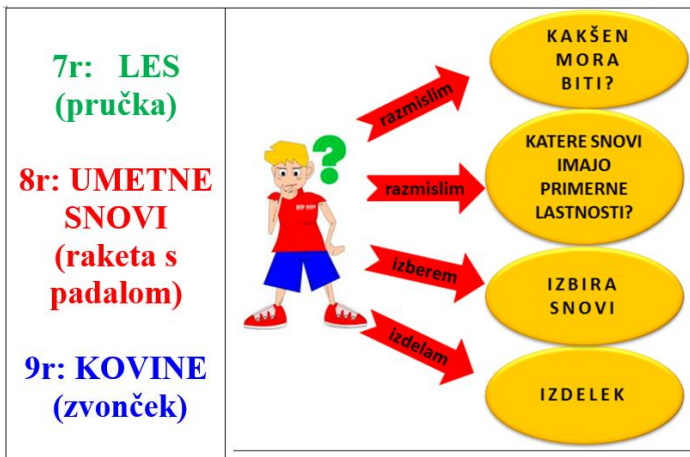 7r: LES
(pručka)
8r: UMETNE
SNOVI
(raketa s
padalom)
9r: KOVINE
(zvonček)
?
razmislim
KAKŠEN
MORA
BITI?
razmislim
KATERE SNOVI
IMAJO
PRIMERNE
LASTNOSTI?
izberem
IZBIRA
SNOVI
izdelam
IZDELEK